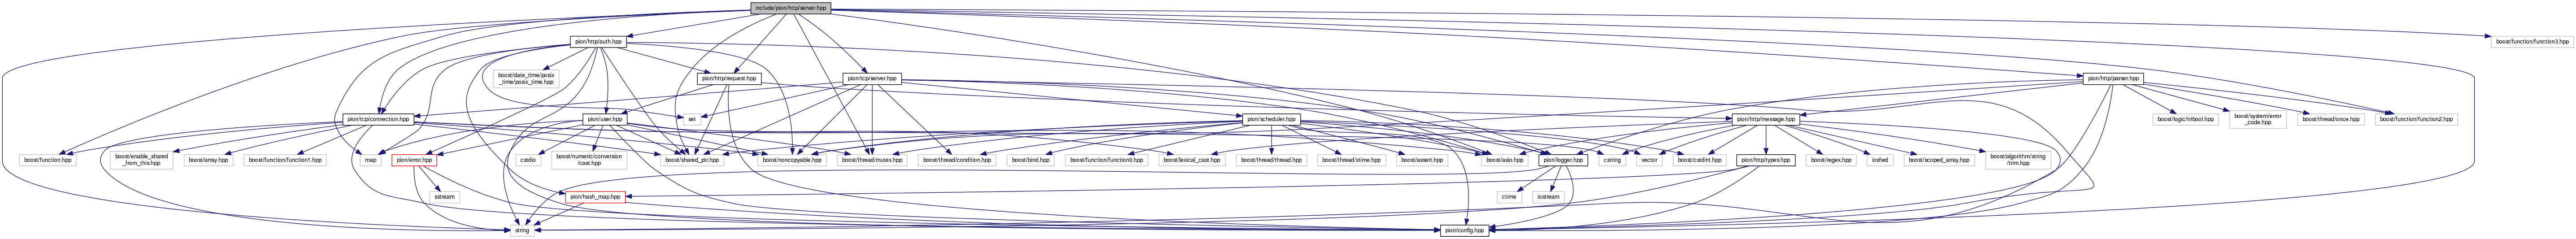 include/pion/http/server.hpp
pion/http/auth.hpp
boost/function/function3.hpp
boost/date_time/posix
_time/posix_time.hpp
pion/http/request.hpp
pion/tcp/server.hpp
pion/http/parser.hpp
pion/tcp/connection.hpp
pion/user.hpp
set
pion/scheduler.hpp
pion/http/message.hpp
boost/logic/tribool.hpp
boost/system/error
_code.hpp
boost/thread/once.hpp
boost/function/function2.hpp
boost/function.hpp
boost/enable_shared
_from_this.hpp
boost/array.hpp
boost/function/function1.hpp
map
pion/error.hpp
cstdio
boost/numeric/conversion
/cast.hpp
boost/shared_ptr.hpp
boost/noncopyable.hpp
boost/thread/mutex.hpp
boost/thread/condition.hpp
boost/bind.hpp
boost/function/function0.hpp
boost/lexical_cast.hpp
boost/thread/thread.hpp
boost/thread/xtime.hpp
boost/assert.hpp
boost/asio.hpp
pion/logger.hpp
cstring
vector
boost/cstdint.hpp
pion/http/types.hpp
boost/regex.hpp
iosfwd
boost/scoped_array.hpp
boost/algorithm/string
/trim.hpp
sstream
pion/hash_map.hpp
ctime
iostream
string
pion/config.hpp